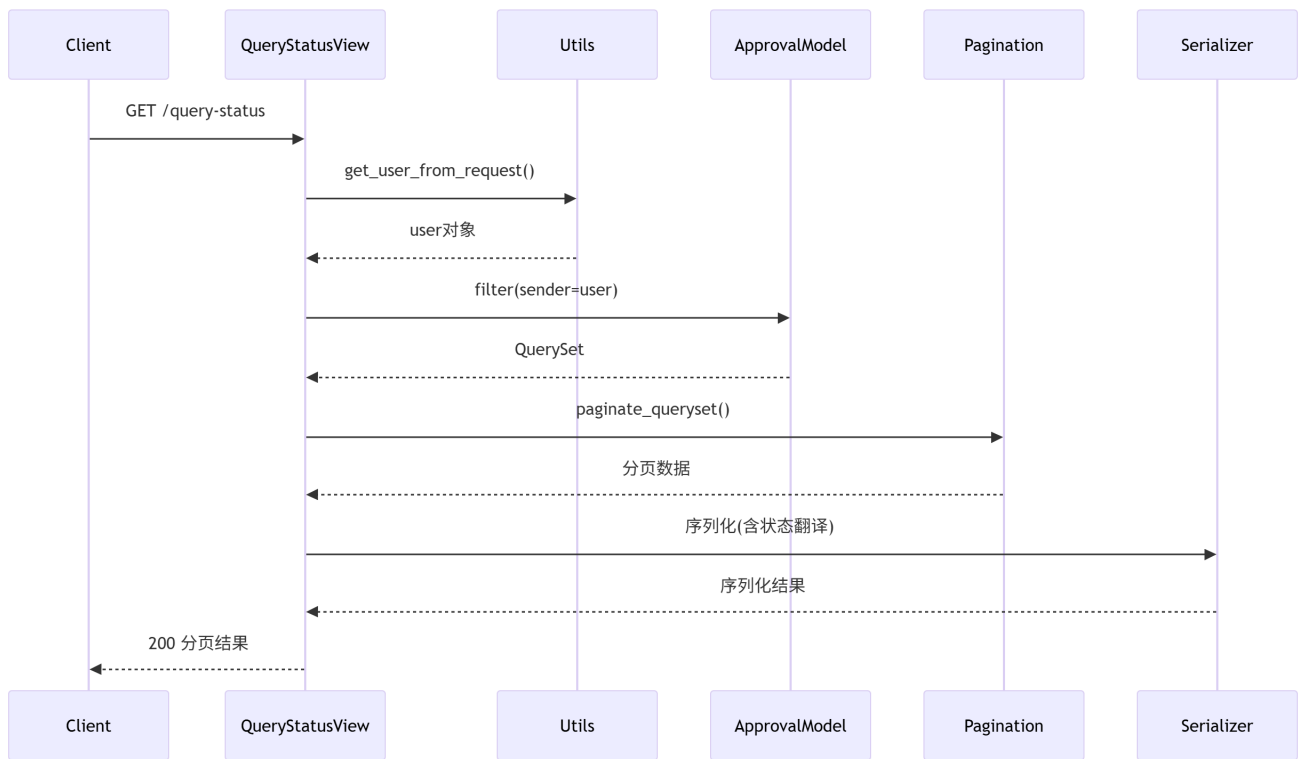 Client
QueryStatusView
Utils
ApprovalModel
Pagination
Serializer
GET /query-status
get_user_from_request()
user对象
filter(sender=user)
QuerySet
paginate_queryset()
分页数据
序列化(含状态翻译)
序列化结果
200 分页结果
Client
QueryStatusView
Utils
ApprovalModel
Pagination
Serializer